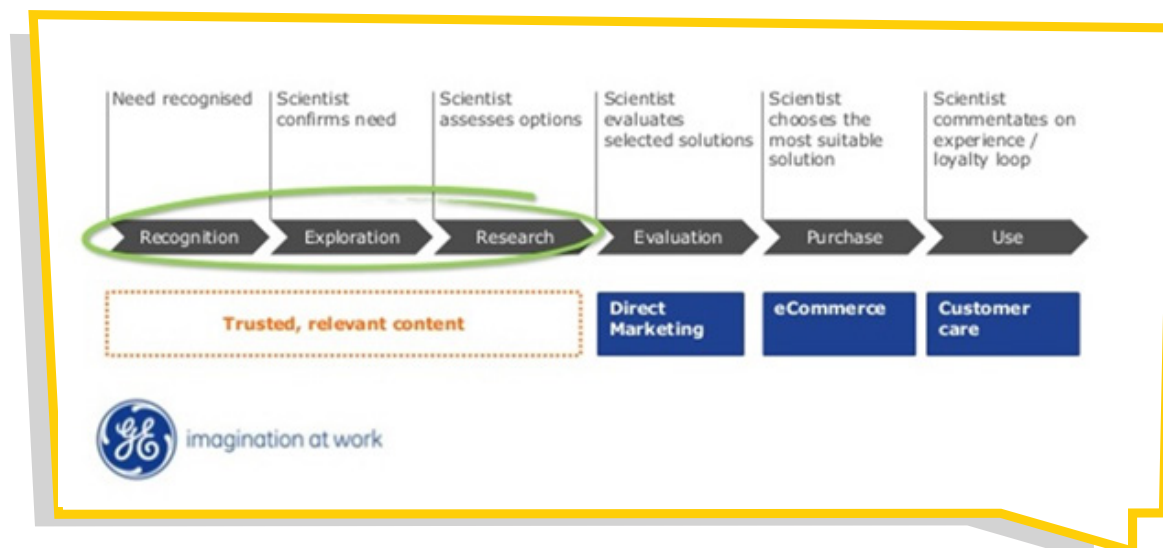 Need recognised
Scientist
confirms need
Scientist
assesses options
Scientist
evaluates
selected solutions
Scientist
chooses the
most suitable
solution
Scientist
commentates on
experience /
loyalty loop
Recognition
Exploration
Research
Evaluation
Purchase
Use
Trusted, relevant content
Direct
Marketing
eCommerce
Customer
care
GE
imagination at work